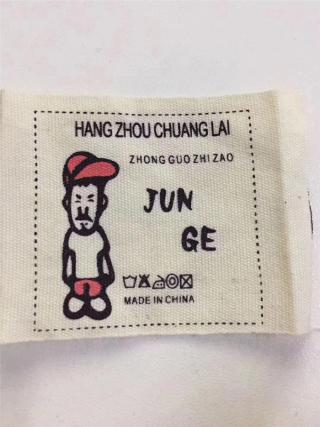 HANG ZHOU CHUANG LAI
ZHONG GUO ZHI ZAO
JUN
GE
MADE IN CHINA